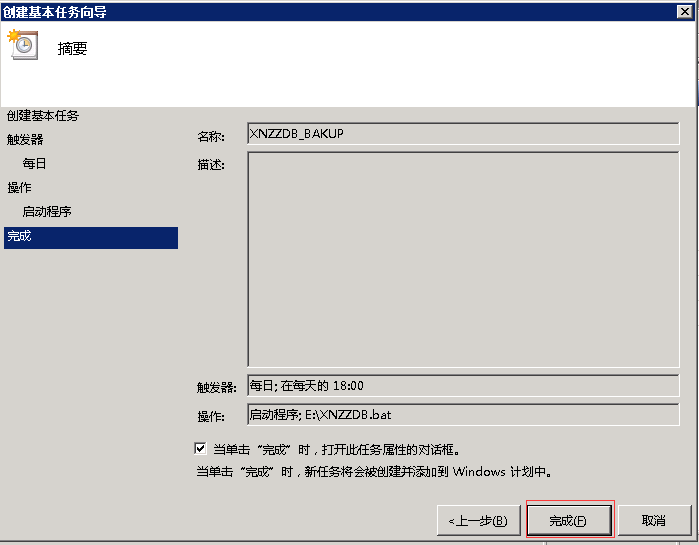 创建基本任务向导
摘要
创建基本任务
触发器
每日
操作
启动程序
完成
名称:
XNZZDB_BAKUP
描述:
触发器:
每日; 在每天的 18:00
操作:
启动程序; E:\XNZZDB.bat
当单击“完成”时，打开此任务属性的对话框。
当单击“完成”时，新任务将会被创建并添加到 Windows 计划中。
<上一步(B)
完成(F)
取消